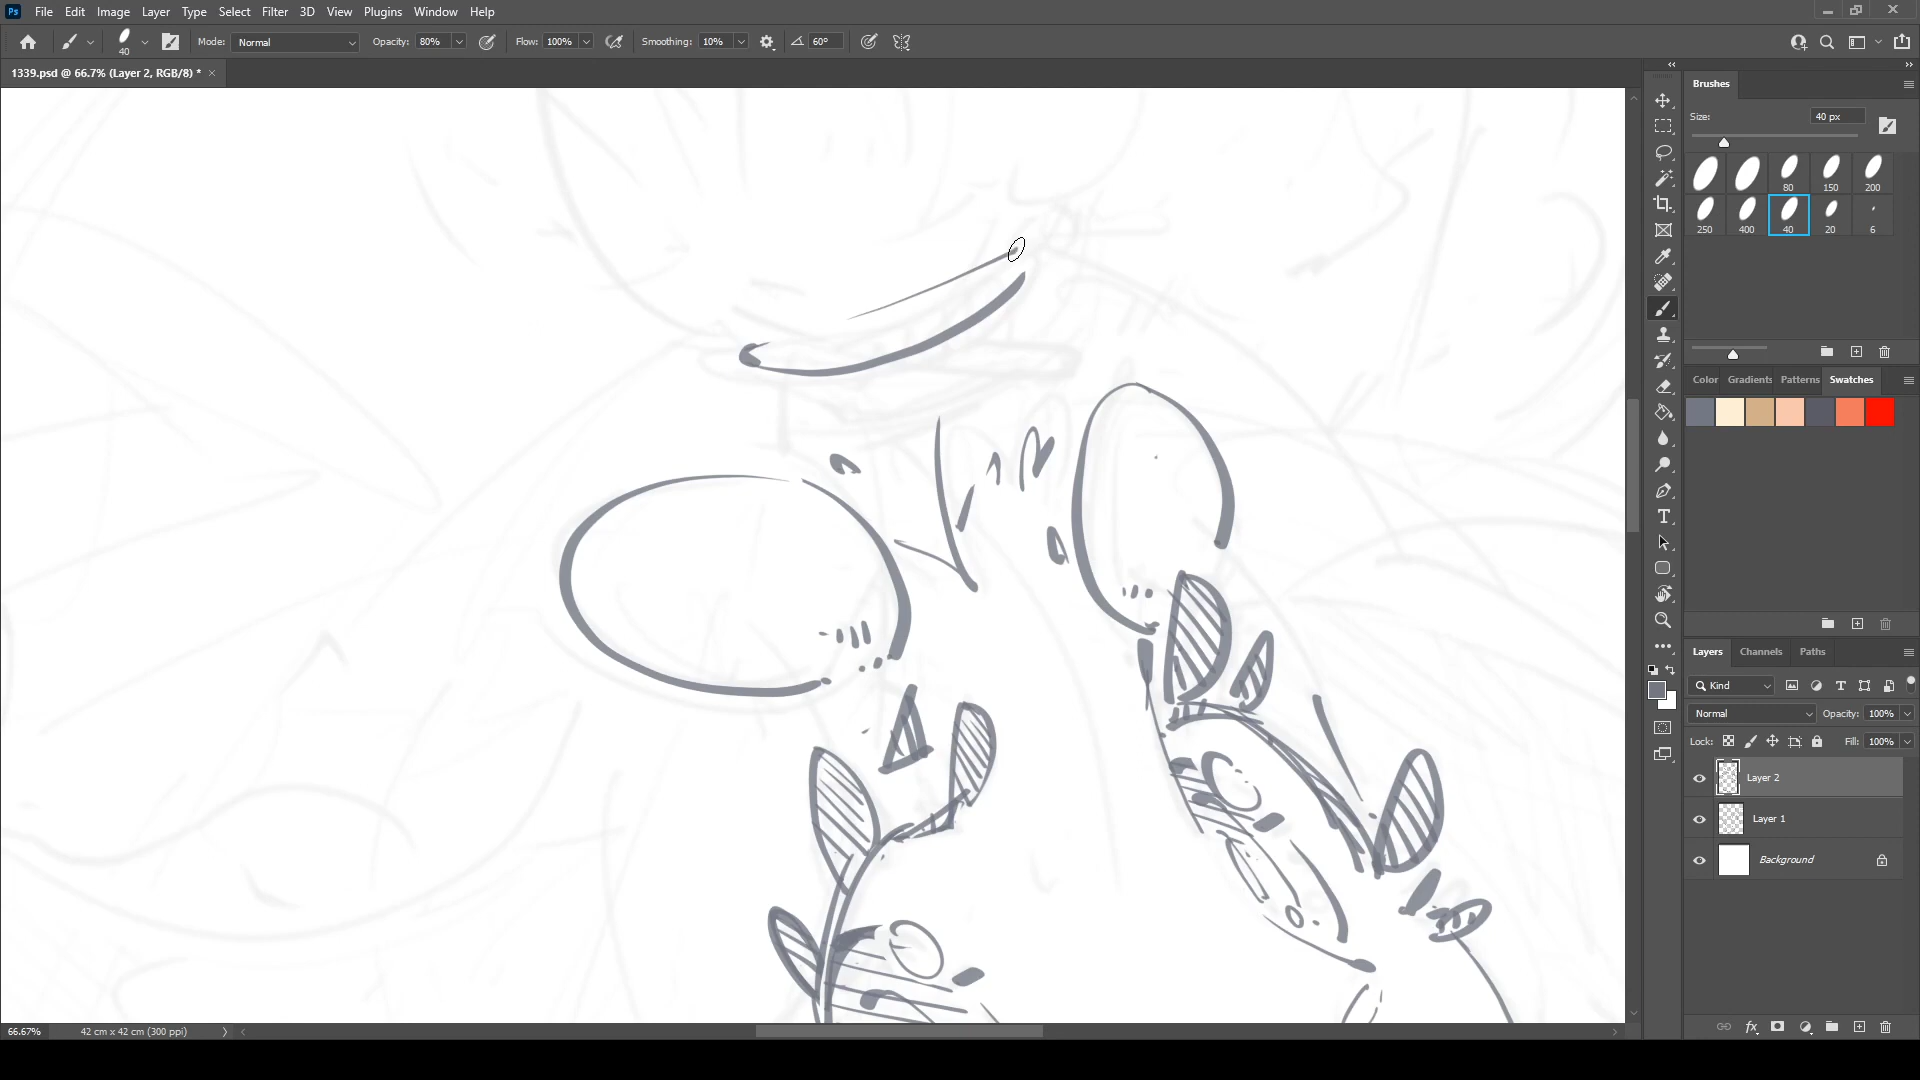 Ps File Edit Image Layer Type Select Filter 3D View Plugins Window Help
40 Mode: Normal Opacity: 80% Flow: 100% Smoothing: 10% 60°
1339.psd @ 66.7% (Layer 2, RGB/8) * ×
Brushes
Size: 40 px
80 150 200
250 400 40 20 6
Color Gradients Patterns Swatches
Layers Channels Paths
Kind
Normal Opacity: 100%
Lock: Fill: 100%
Layer 2
Layer 1
Background
66.67% 42 cm x 42 cm (300 ppi)